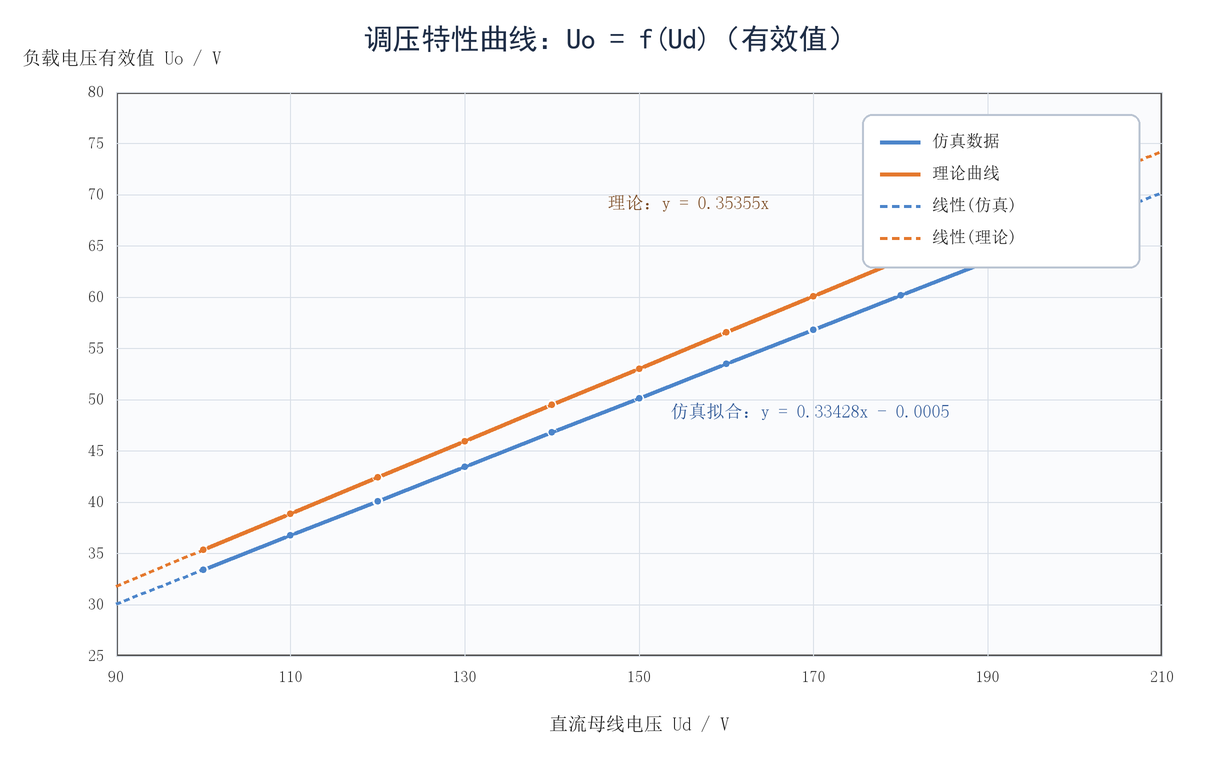 调压特性曲线：Uo = f(Ud)（有效值）
负载电压有效值 Uo / V
80
75
70
65
60
55
50
45
40
35
30
25
仿真数据
理论曲线
线性(仿真)
线性(理论)
理论：y = 0.35355x
仿真拟合：y = 0.33428x − 0.0005
90
110
130
150
170
190
210
直流母线电压 Ud / V